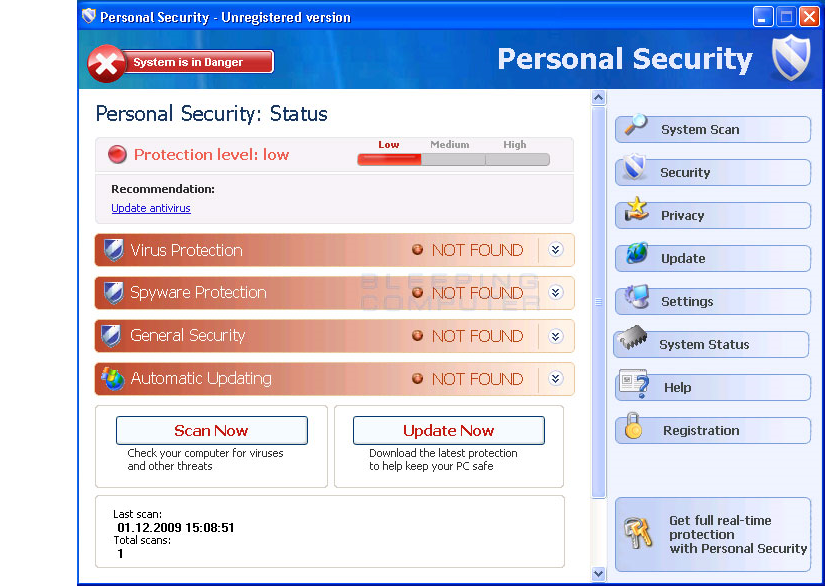 Personal Security - Unregistered version
System is in Danger
Personal Security
Personal Security: Status
Protection level: low
Low Medium High
Recommendation:
Update antivirus
Virus Protection NOT FOUND
Spyware Protection NOT FOUND
General Security NOT FOUND
Automatic Updating NOT FOUND
BLEEPING
COMPUTER
Scan Now
Check your computer for viruses
and other threats
Update Now
Download the latest protection
to help keep your PC safe
Last scan:
01.12.2009 15:08:51
Total scans:
1
System Scan
Security
Privacy
Update
Settings
System Status
Help
Registration
Get full real-time
protection
with Personal Security